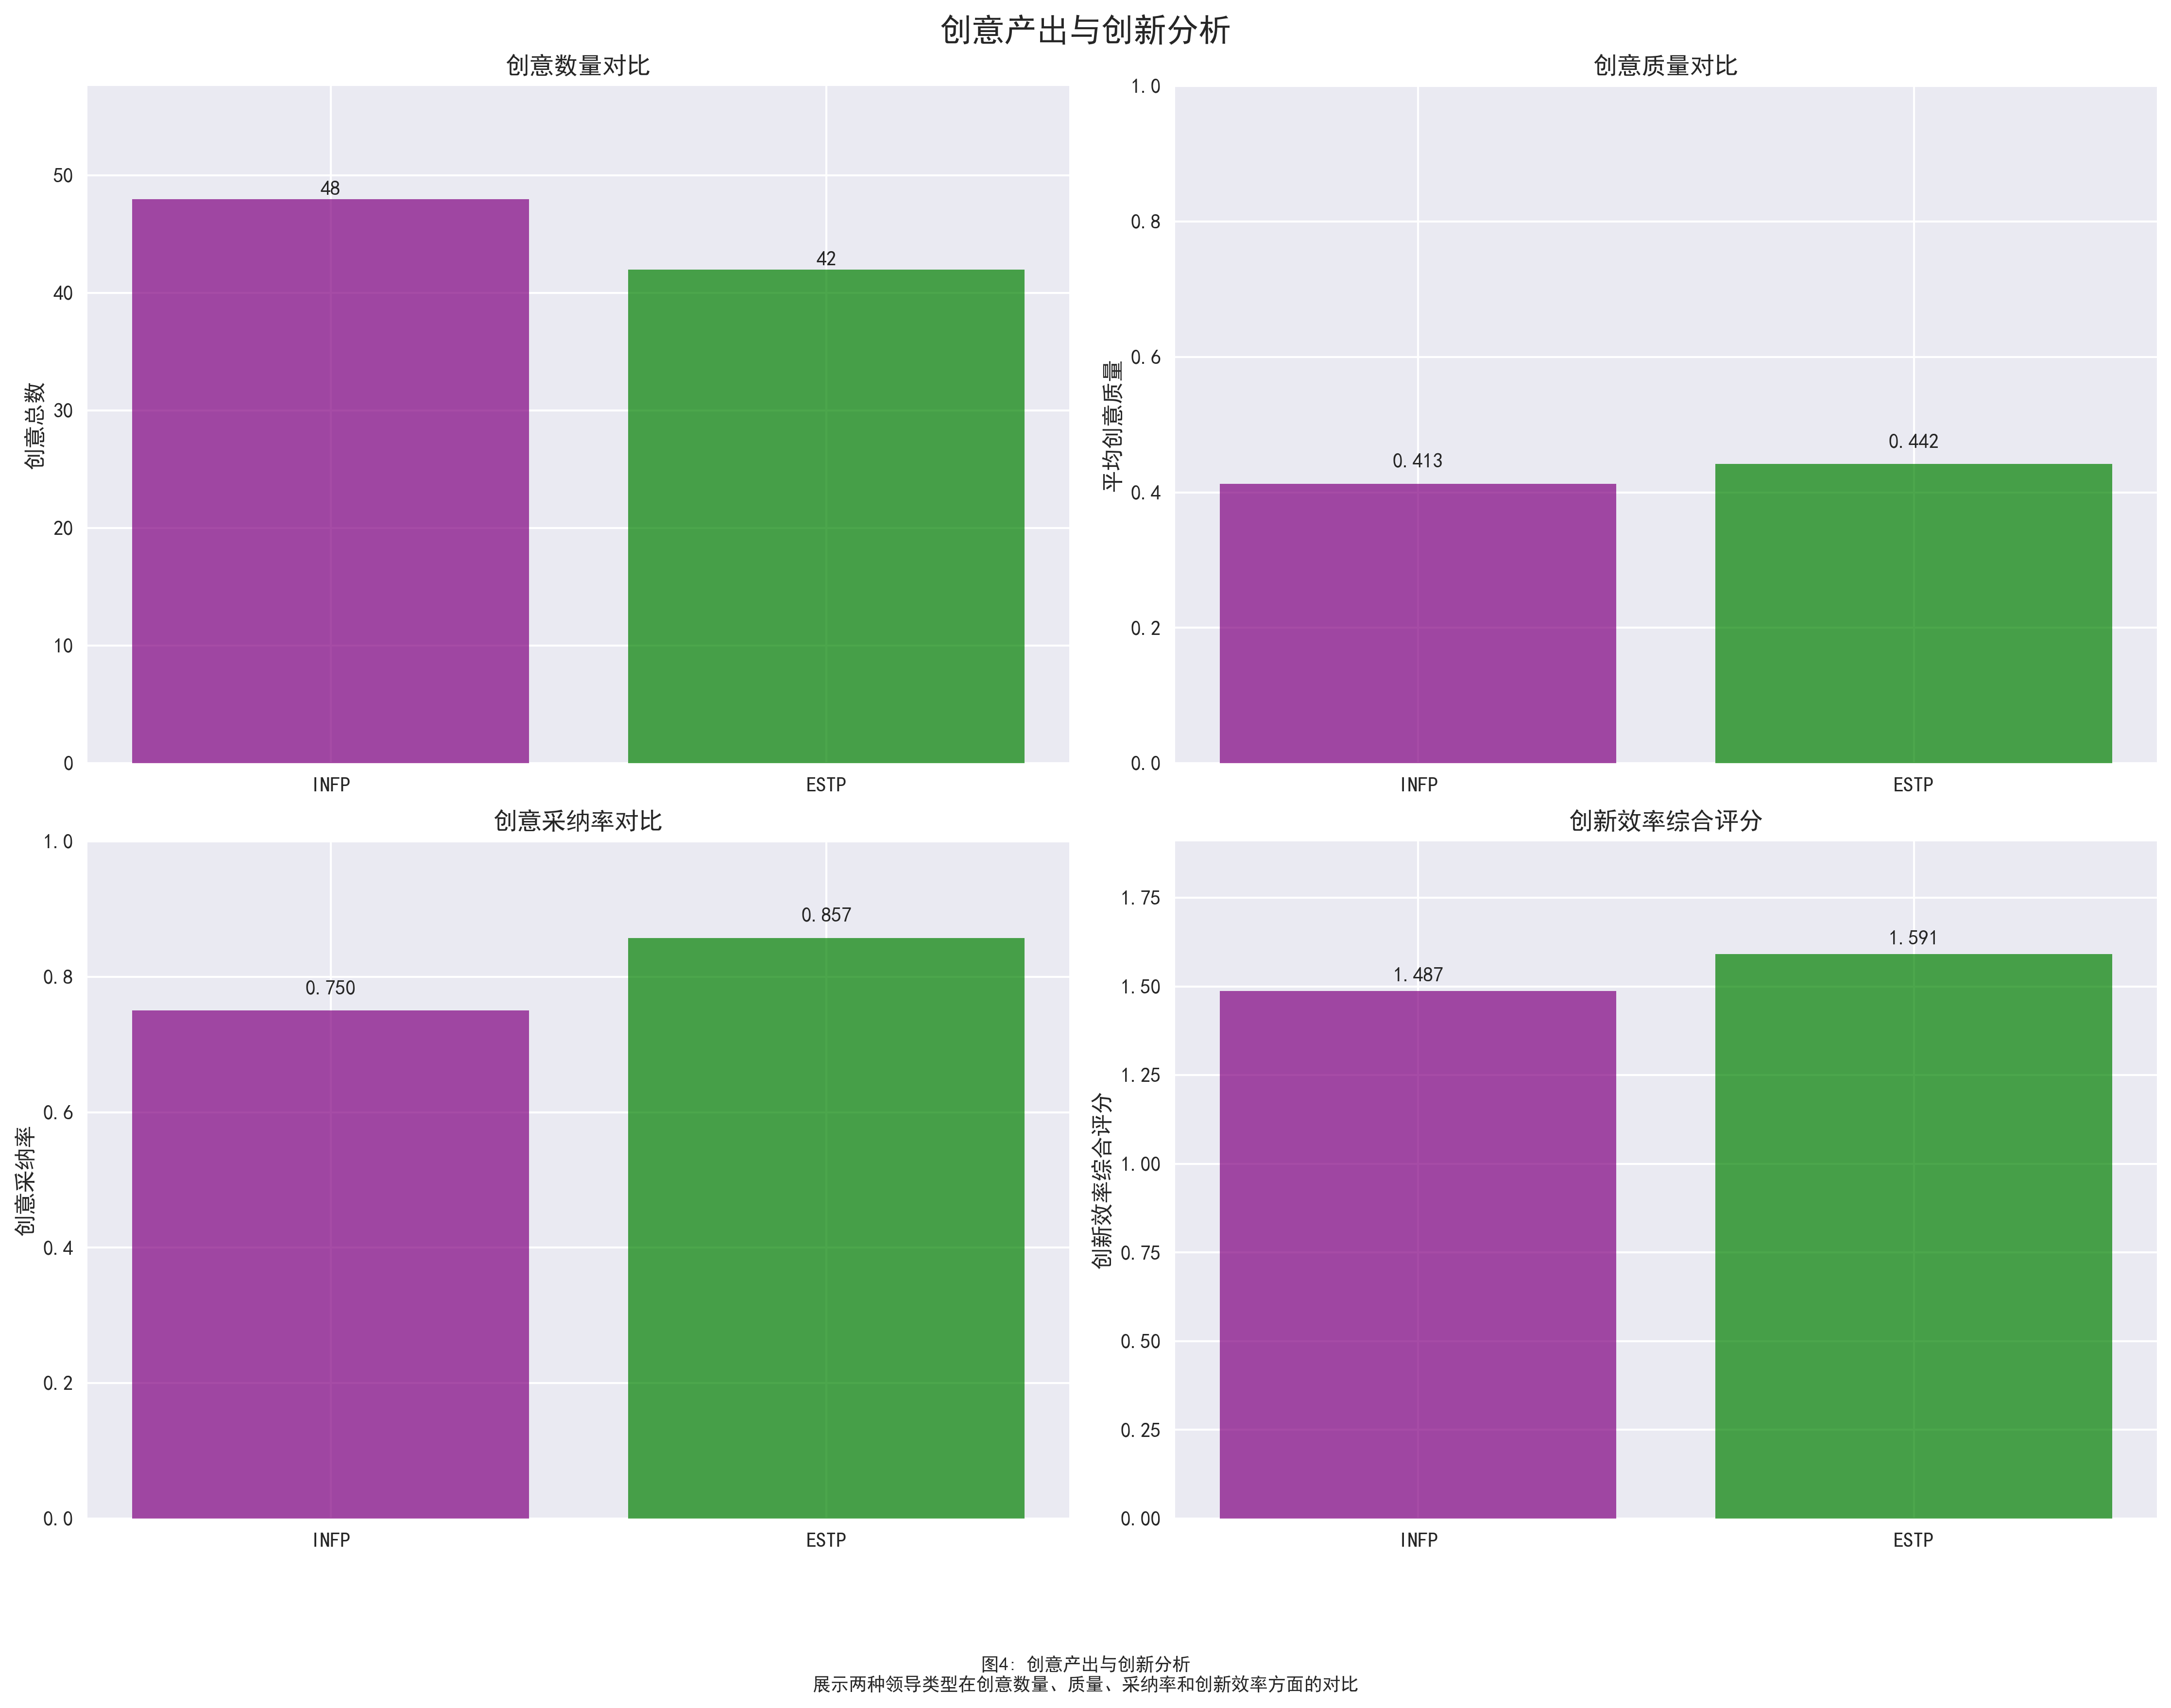 创意产出与创新分析
创意数量对比
创意总数
50
40
30
20
10
0
48
42
INFP
ESTP
创意质量对比
平均创意质量
1.0
0.8
0.6
0.4
0.2
0.0
0.413
0.442
INFP
ESTP
创意采纳率对比
创意采纳率
1.0
0.8
0.6
0.4
0.2
0.0
0.750
0.857
INFP
ESTP
创新效率综合评分
创新效率综合评分
1.75
1.50
1.25
1.00
0.75
0.50
0.25
0.00
1.487
1.591
INFP
ESTP
图4: 创意产出与创新分析
展示两种领导类型在创意数量、质量、采纳率和创新效率方面的对比